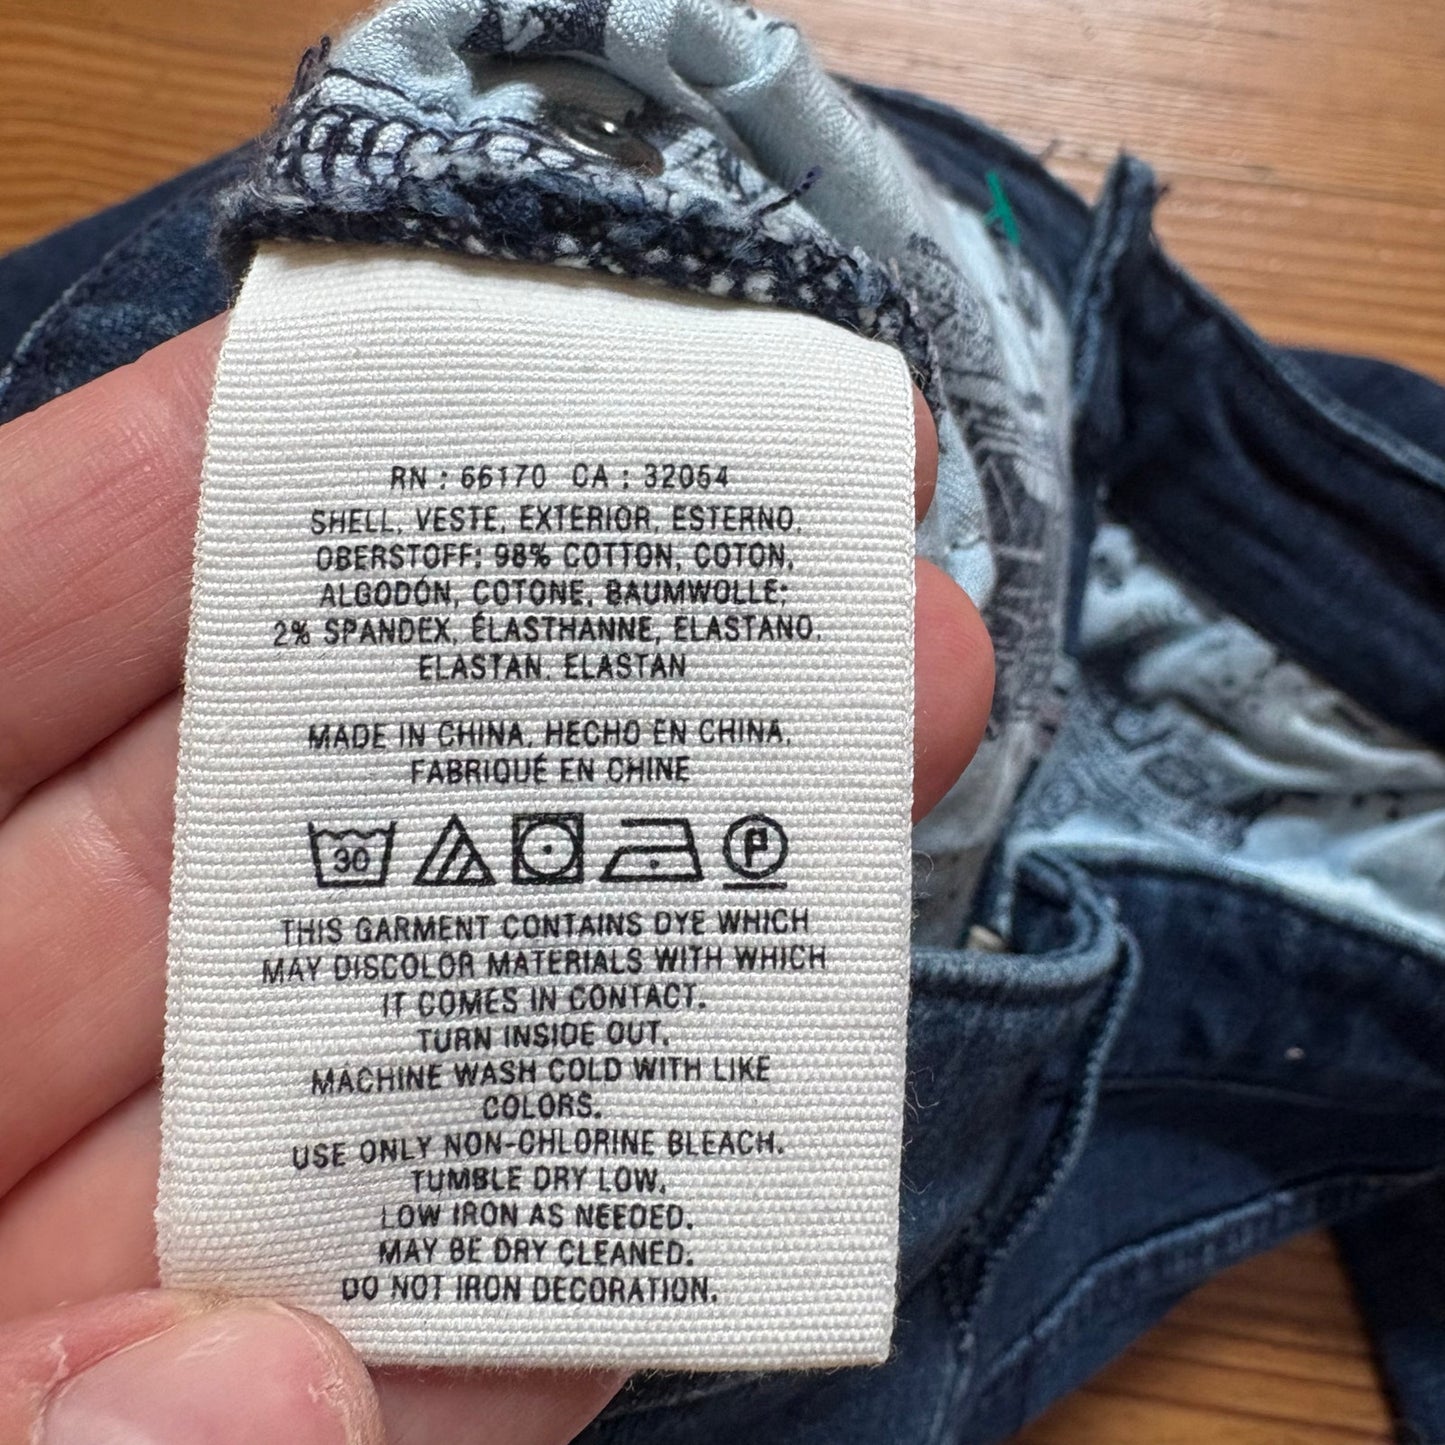 RN : 66170 CA : 32054
SHELL, VESTE, EXTERIOR, ESTERNO,
OBERSTOFF: 98% COTTON, COTON,
ALGODÓN, COTONE, BAUMWOLLE;
2% SPANDEX, ÉLASTHANNE, ELASTANO,
ELASTAN, ELASTAN
MADE IN CHINA, HECHO EN CHINA,
FABRIQUÉ EN CHINE
30 P
THIS GARMENT CONTAINS DYE WHICH
MAY DISCOLOR MATERIALS WITH WHICH
IT COMES IN CONTACT.
TURN INSIDE OUT.
MACHINE WASH COLD WITH LIKE
COLORS.
USE ONLY NON-CHLORINE BLEACH.
TUMBLE DRY LOW.
LOW IRON AS NEEDED.
MAY BE DRY CLEANED.
DO NOT IRON DECORATION.